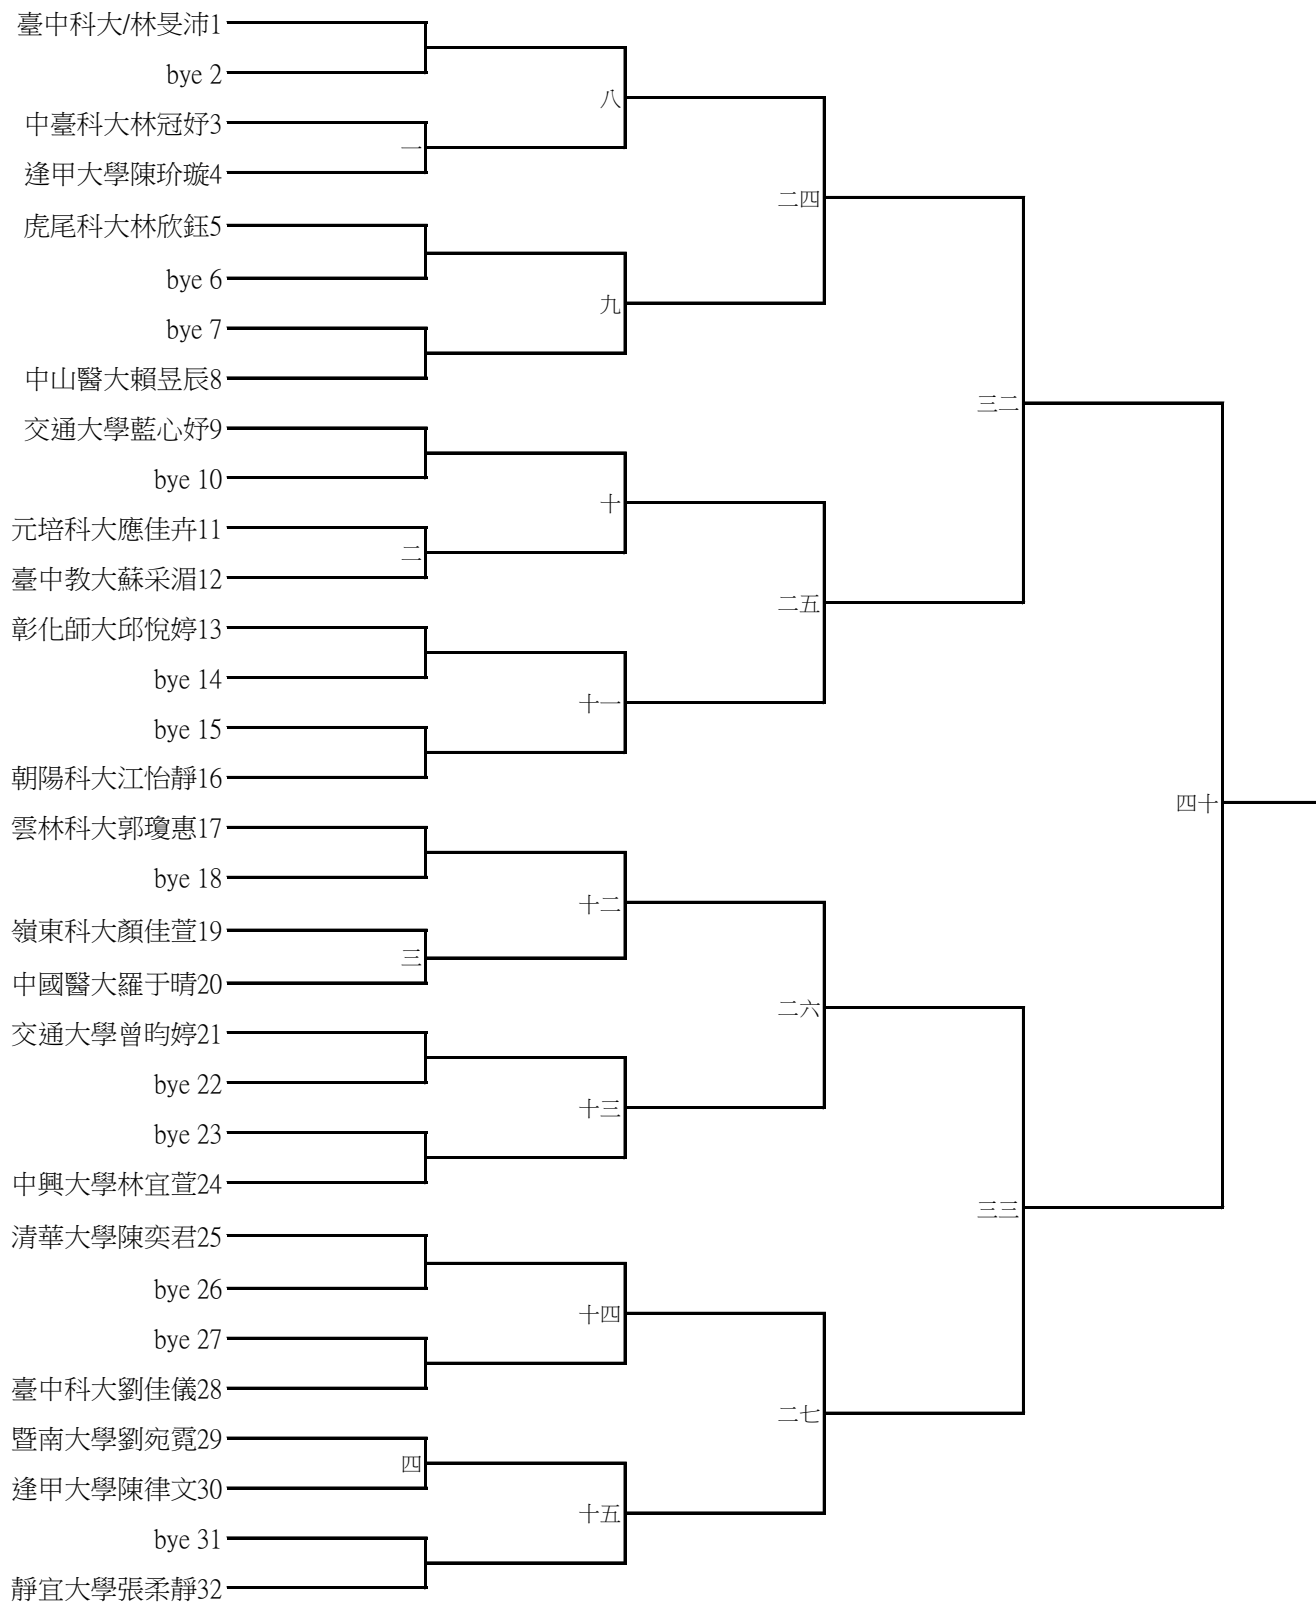 臺中科大/林旻沛1
bye 2
八
中臺科大林冠妤3
一
逢甲大學陳玠璇4
二四
虎尾科大林欣鈺5
bye 6
九
bye 7
中山醫大賴昱辰8
三二
交通大學藍心妤9
bye 10
十
元培科大應佳卉11
二
臺中教大蘇采湄12
二五
彰化師大邱悅婷13
bye 14
十一
bye 15
朝陽科大江怡靜16
四十
雲林科大郭瓊惠17
bye 18
十二
嶺東科大顏佳萱19
三
中國醫大羅于晴20
二六
交通大學曾昀婷21
bye 22
十三
bye 23
中興大學林宜萱24
三三
清華大學陳奕君25
bye 26
十四
bye 27
臺中科大劉佳儀28
二七
暨南大學劉宛霓29
四
逢甲大學陳律文30
十五
bye 31
靜宜大學張柔靜32